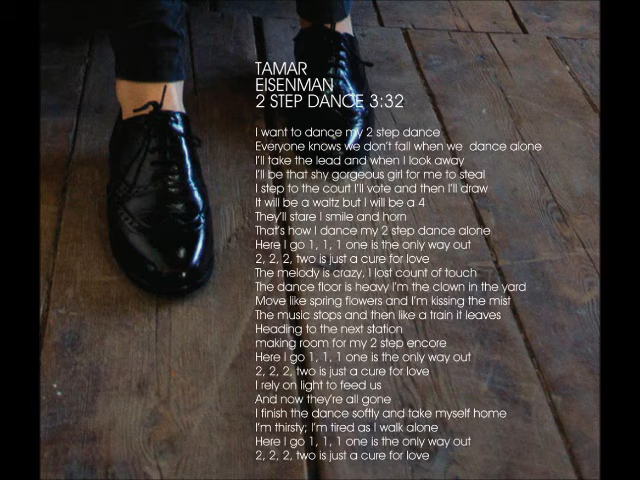 TAMAR
EISENMAN
2 STEP DANCE 3:32
I want to dance my 2 step dance
Everyone knows we don't fall when we  dance alone
I'll take the lead and when I look away
I'll be that shy gorgeous girl for me to steal
I step to the court I'll vote and then I'll draw
It will be a waltz but I will be a 4
They'll stare I smile and horn
That's how I dance my 2 step dance alone
Here I go 1, 1, 1 one is the only way out
2, 2, 2, two is just a cure for love
The melody is crazy, I lost count of touch
The dance floor is heavy I'm the clown in the yard
Move like spring flowers and I'm kissing the mist
The music stops and then like a train it leaves
Heading to the next station
making room for my 2 step encore
Here I go 1, 1, 1 one is the only way out
2, 2, 2, two is just a cure for love
I rely on light to feed us
And now they're all gone
I finish the dance softly and take myself home
I'm thirsty; I'm tired as I walk alone
Here I go 1, 1, 1 one is the only way out
2, 2, 2, two is just a cure for love